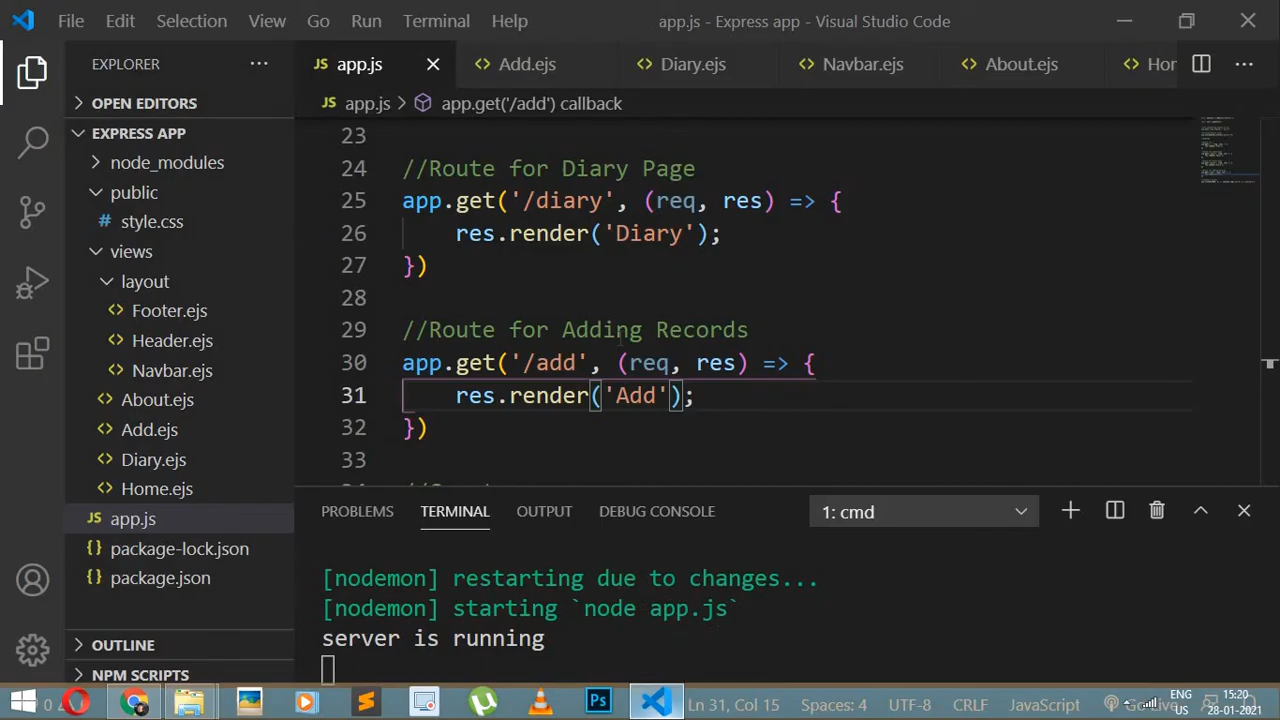 File Edit Selection View Go Run Terminal Help app.js - Express app - Visual Studio Code
EXPLORER
OPEN EDITORS
EXPRESS APP
node_modules
public
# style.css
views
layout
<> Footer.ejs
<> Header.ejs
<> Navbar.ejs
<> About.ejs
<> Add.ejs
<> Diary.ejs
<> Home.ejs
JS app.js
{} package-lock.json
{} package.json
OUTLINE
NPM SCRIPTS
JS app.js <> Add.ejs <> Diary.ejs <> Navbar.ejs <> About.ejs <> Hor
JS app.js > app.get('/add') callback
23
24 //Route for Diary Page
25 app.get('/diary', (req, res) => {
26 res.render('Diary');
27 })
28
29 //Route for Adding Records
30 app.get('/add', (req, res) => {
31 res.render('Add');
32 })
33
PROBLEMS TERMINAL OUTPUT DEBUG CONSOLE 1: cmd
[nodemon] restarting due to changes...
[nodemon] starting `node app.js`
server is running
Ps Ln 31, Col 15 Spaces: 4 UTF-8 CRLF JavaScript
ENG 15:20
US 28-01-2021